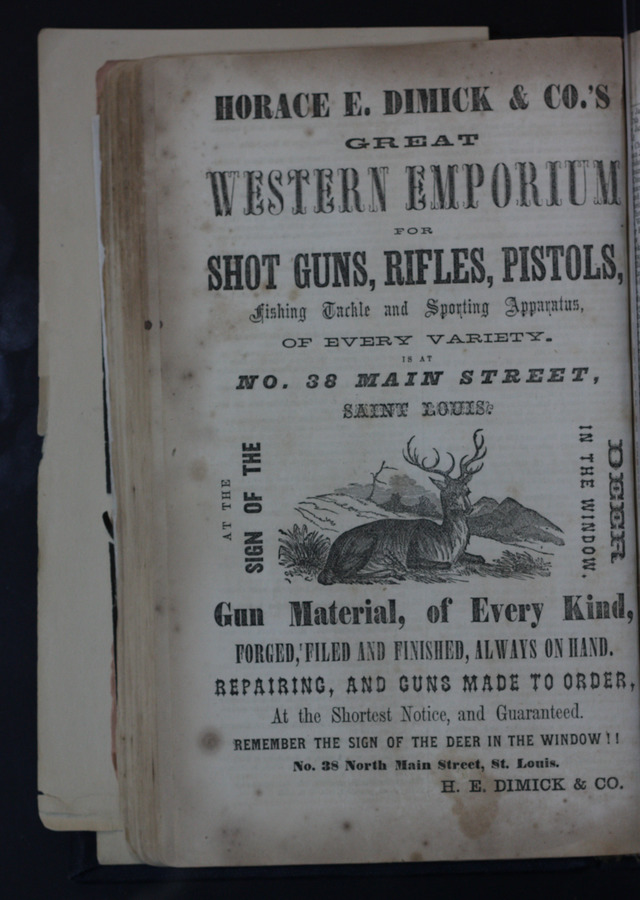 HORACE E. DIMICK & CO.'S
GREAT
WESTERN EMPORIUM
FOR
SHOT GUNS, RIFLES, PISTOLS,
Fishing Tackle and Sporting Apparatus,
OF EVERY VARIETY.
IS AT
NO. 38 MAIN STREET,
SAINT LOUIS:
AT THE
SIGN OF THE
DEER
IN THE WINDOW.
Gun Material, of Every Kind,
FORGED, FILED AND FINISHED, ALWAYS ON HAND.
REPAIRING, AND GUNS MADE TO ORDER,
At the Shortest Notice, and Guaranteed.
REMEMBER THE SIGN OF THE DEER IN THE WINDOW!!
No. 38 North Main Street, St. Louis.
H. E. DIMICK & CO.